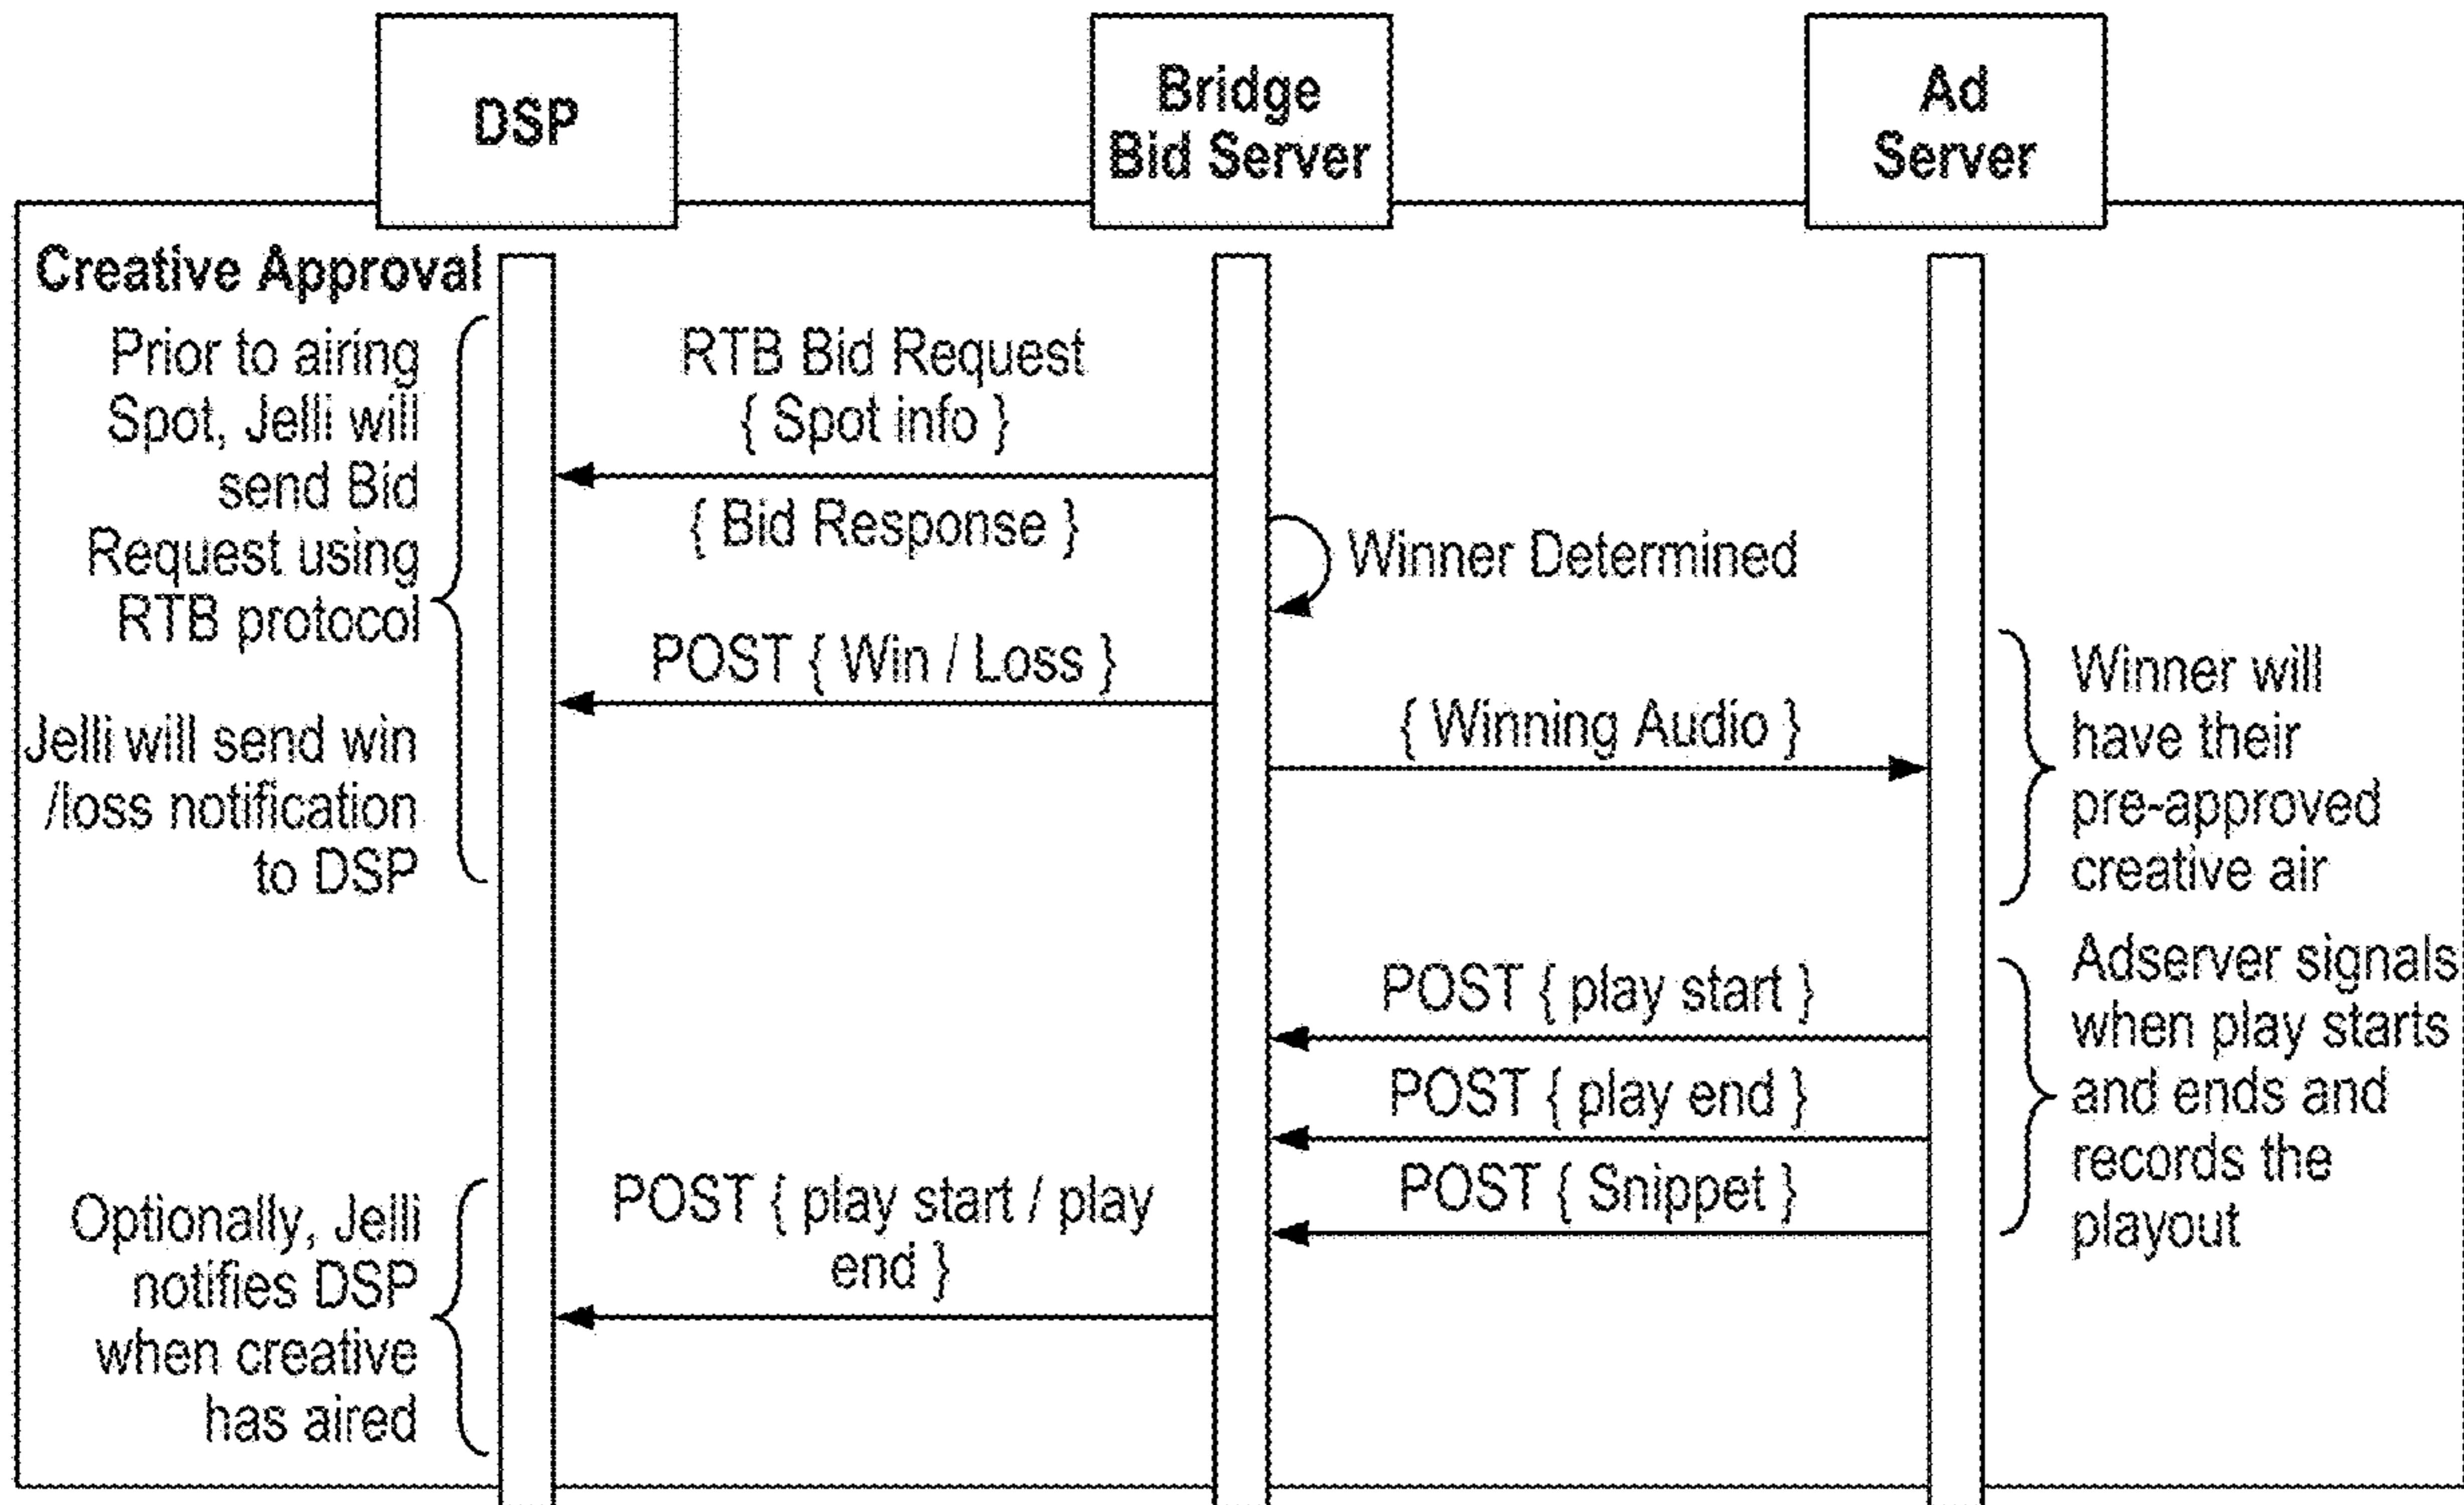 DSP
Bridge
Bid Server
Ad
Server
Creative Approval
Prior to airing
Spot, Jelli will
send Bid
Request using
RTB protocol
Jelli will send win
/loss notification
to DSP
RTB Bid Request
{ Spot info }
{ Bid Response }
Winner Determined
POST { Win / Loss }
{ Winning Audio }
Winner will
have their
pre-approved
creative air
POST { play start }
POST { play end }
POST { Snippet }
Adserver signals
when play starts
and ends and
records the
playout
Optionally, Jelli
notifies DSP
when creative
has aired
POST { play start / play
end }